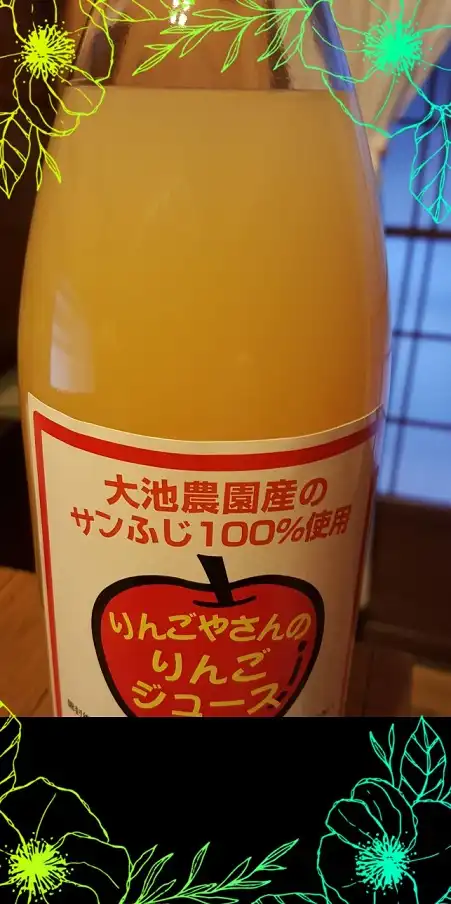 大池農園産の
サンふじ100%使用
りんごやさんの
りんご
ジュース